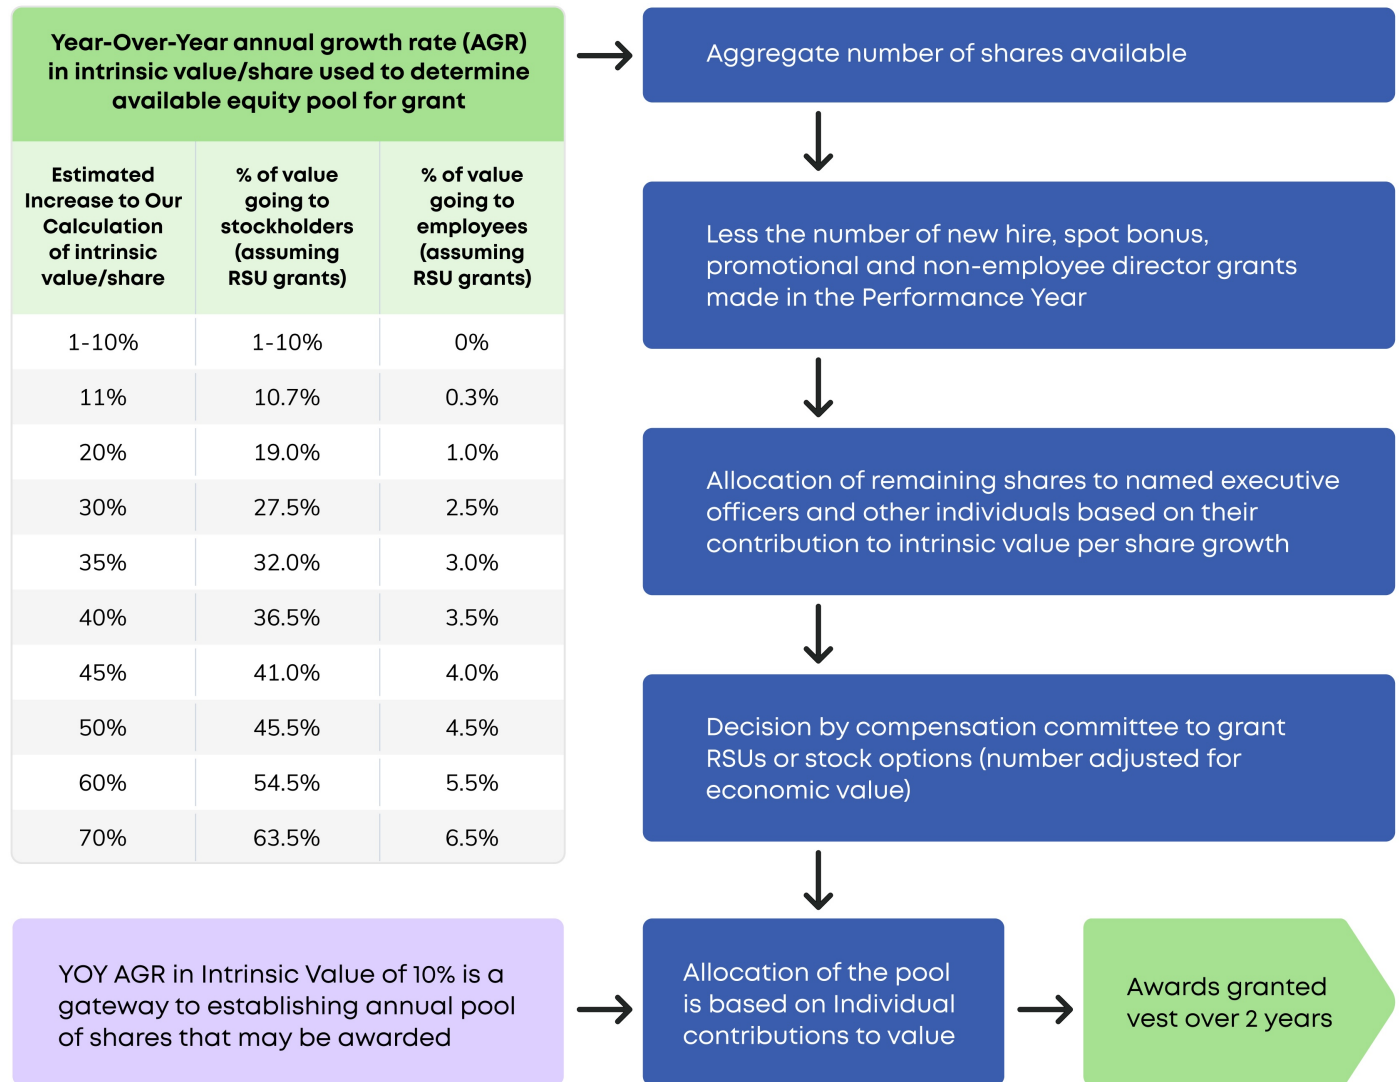 Year-Over-Year annual growth rate (AGR)
in intrinsic value/share used to determine
available equity pool for grant
Estimated
Increase to Our
Calculation
of intrinsic
value/share
% of value
going to
stockholders
(assuming
RSU grants)
% of value
going to
employees
(assuming
RSU grants)
1-10% 1-10% 0%
11% 10.7% 0.3%
20% 19.0% 1.0%
30% 27.5% 2.5%
35% 32.0% 3.0%
40% 36.5% 3.5%
45% 41.0% 4.0%
50% 45.5% 4.5%
60% 54.5% 5.5%
70% 63.5% 6.5%
Aggregate number of shares available
Less the number of new hire, spot bonus,
promotional and non-employee director grants
made in the Performance Year
Allocation of remaining shares to named executive
officers and other individuals based on their
contribution to intrinsic value per share growth
Decision by compensation committee to grant
RSUs or stock options (number adjusted for
economic value)
YOY AGR in Intrinsic Value of 10% is a
gateway to establishing annual pool
of shares that may be awarded
Allocation of the pool
is based on Individual
contributions to value
Awards granted
vest over 2 years